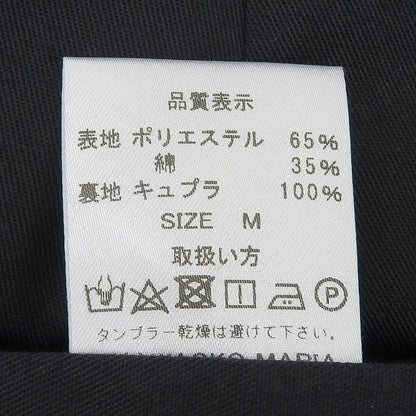 品質表示
表地 ポリエステル 65%
綿 35%
裏地 キュプラ 100%
SIZE M
取扱い方
P
タンブラー乾燥は避けて下さい。
WACKO MARIA